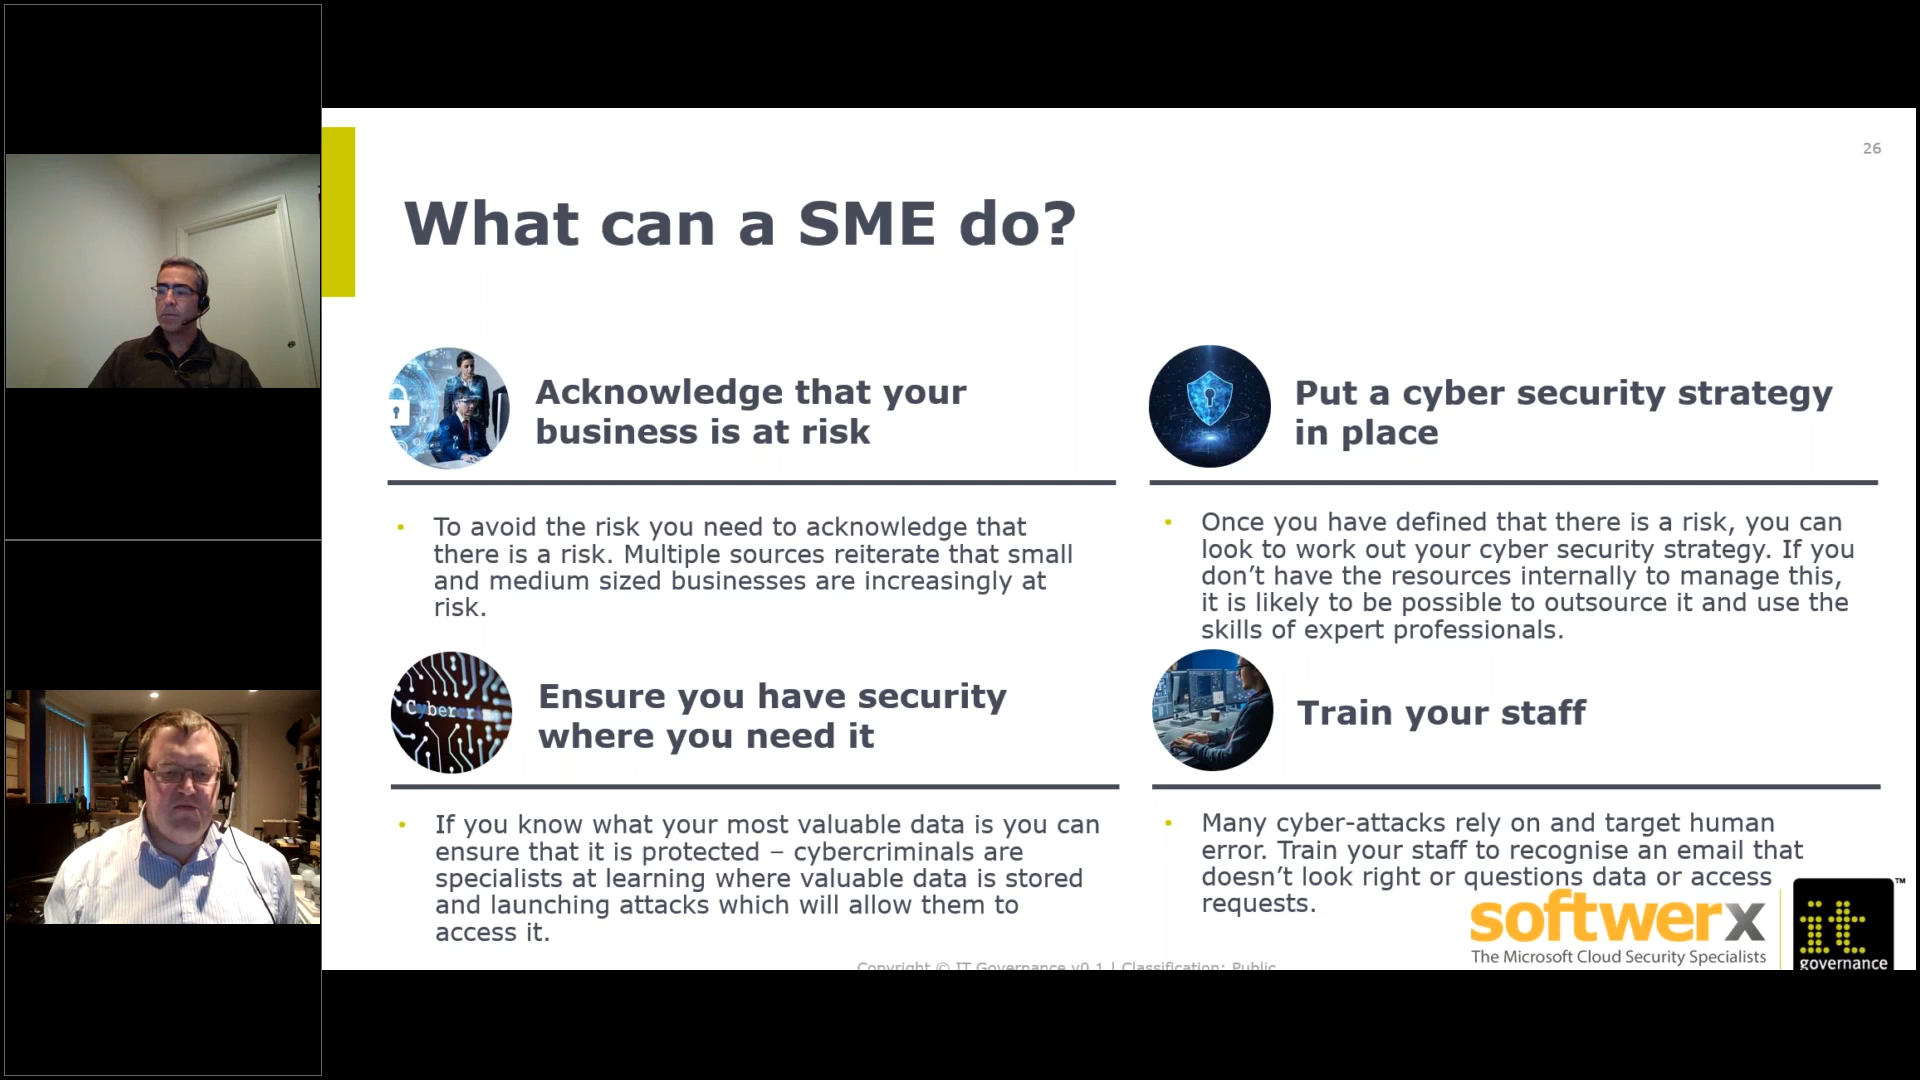 26
What can a SME do?
Acknowledge that your
business is at risk
• To avoid the risk you need to acknowledge that
there is a risk. Multiple sources reiterate that small
and medium sized businesses are increasingly at
risk.
Put a cyber security strategy
in place
• Once you have defined that there is a risk, you can
look to work out your cyber security strategy. If you
don’t have the resources internally to manage this,
it is likely to be possible to outsource it and use the
skills of expert professionals.
Cybercrim
Ensure you have security
where you need it
• If you know what your most valuable data is you can
ensure that it is protected – cybercriminals are
specialists at learning where valuable data is stored
and launching attacks which will allow them to
access it.
Train your staff
• Many cyber-attacks rely on and target human
error. Train your staff to recognise an email that
doesn’t look right or questions data or access
requests.
softwerx
The Microsoft Cloud Security Specialists
it
governance
™
Copyright © IT Governance v0.1 | Classification: Public